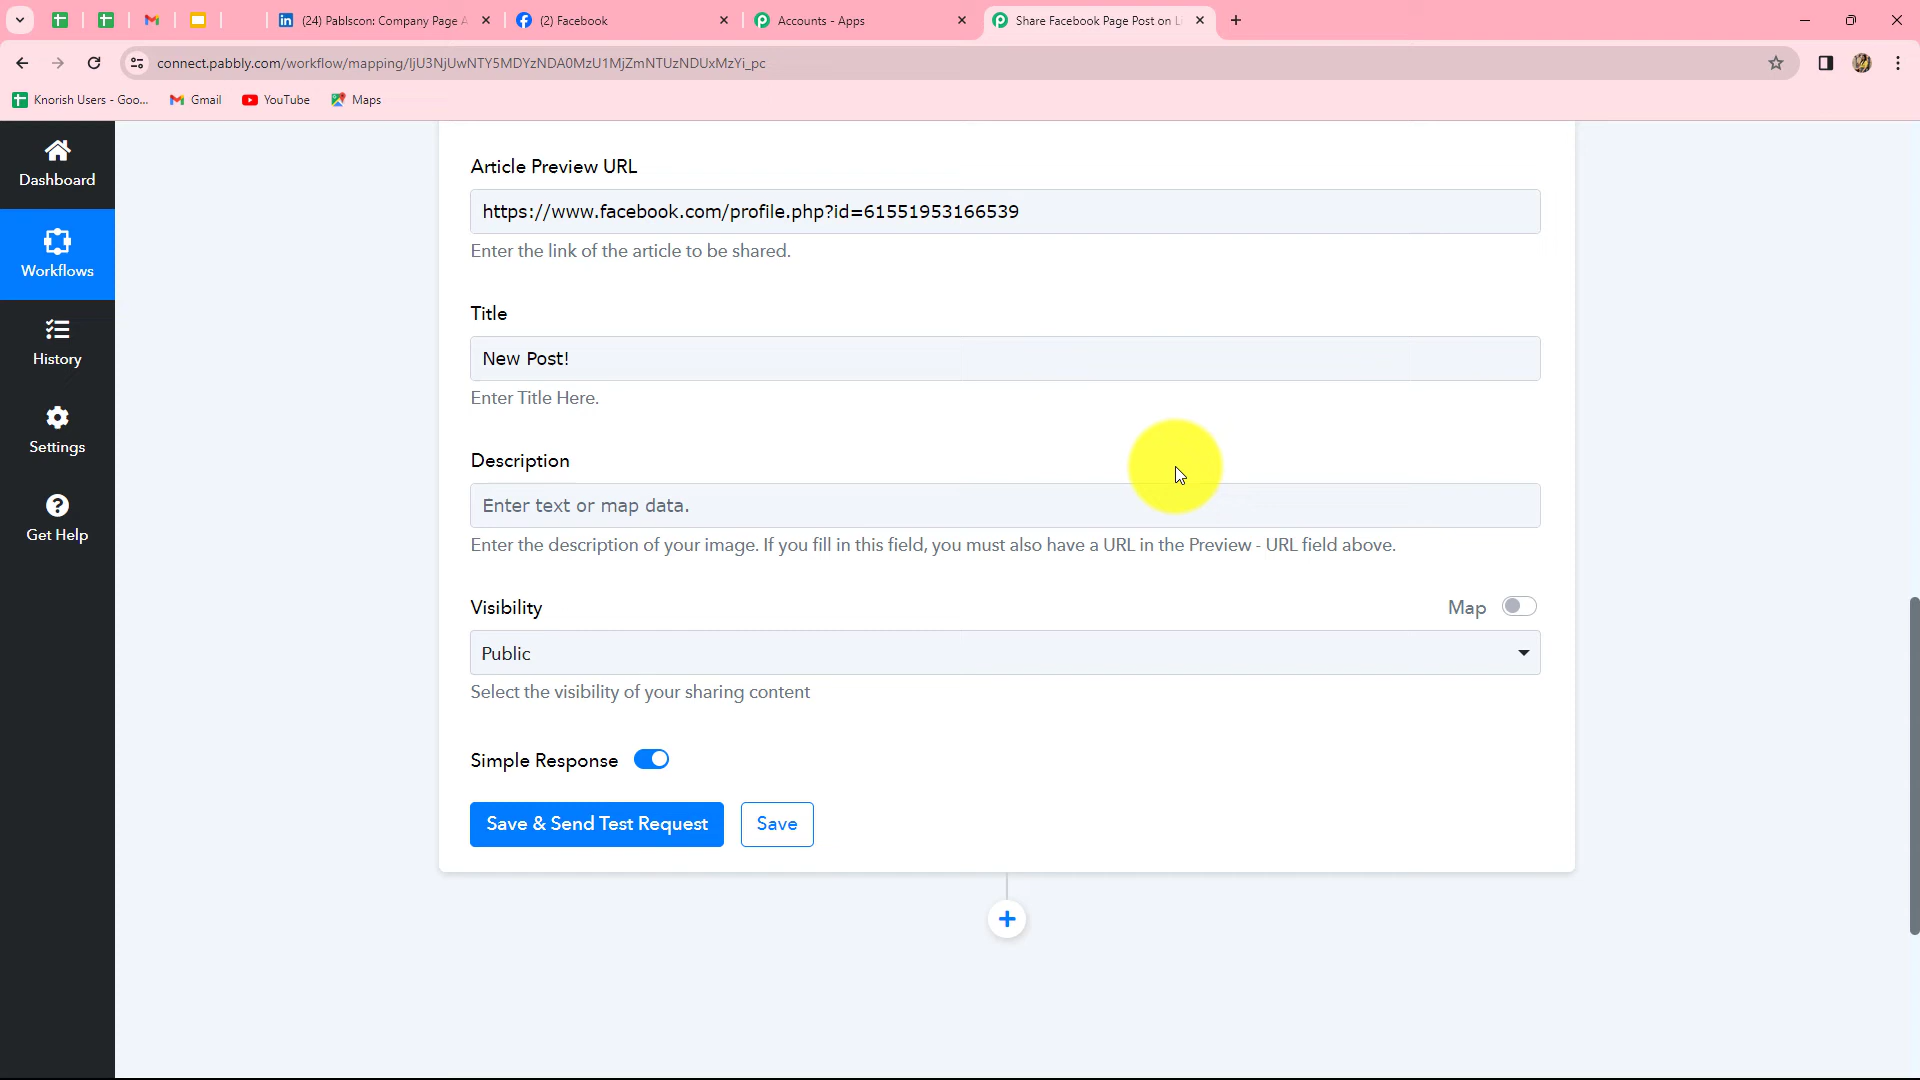 (24) Pablscon: Company Page A
(2) Facebook
Accounts - Apps
Share Facebook Page Post on Li
connect.pabbly.com/workflow/mapping/IjU3NjUwNTY5MDYzNDA0MzU1MjZmNTUzNDUxMzYi_pc
Knorish Users - Goo...
Gmail
YouTube
Maps
Dashboard
Workflows
History
Settings
Get Help
Article Preview URL
https://www.facebook.com/profile.php?id=61551953166539
Enter the link of the article to be shared.
Title
New Post!
Enter Title Here.
Description
Enter text or map data.
Enter the description of your image. If you fill in this field, you must also have a URL in the Preview - URL field above.
Visibility
Map
Public
Select the visibility of your sharing content
Simple Response
Save & Send Test Request
Save